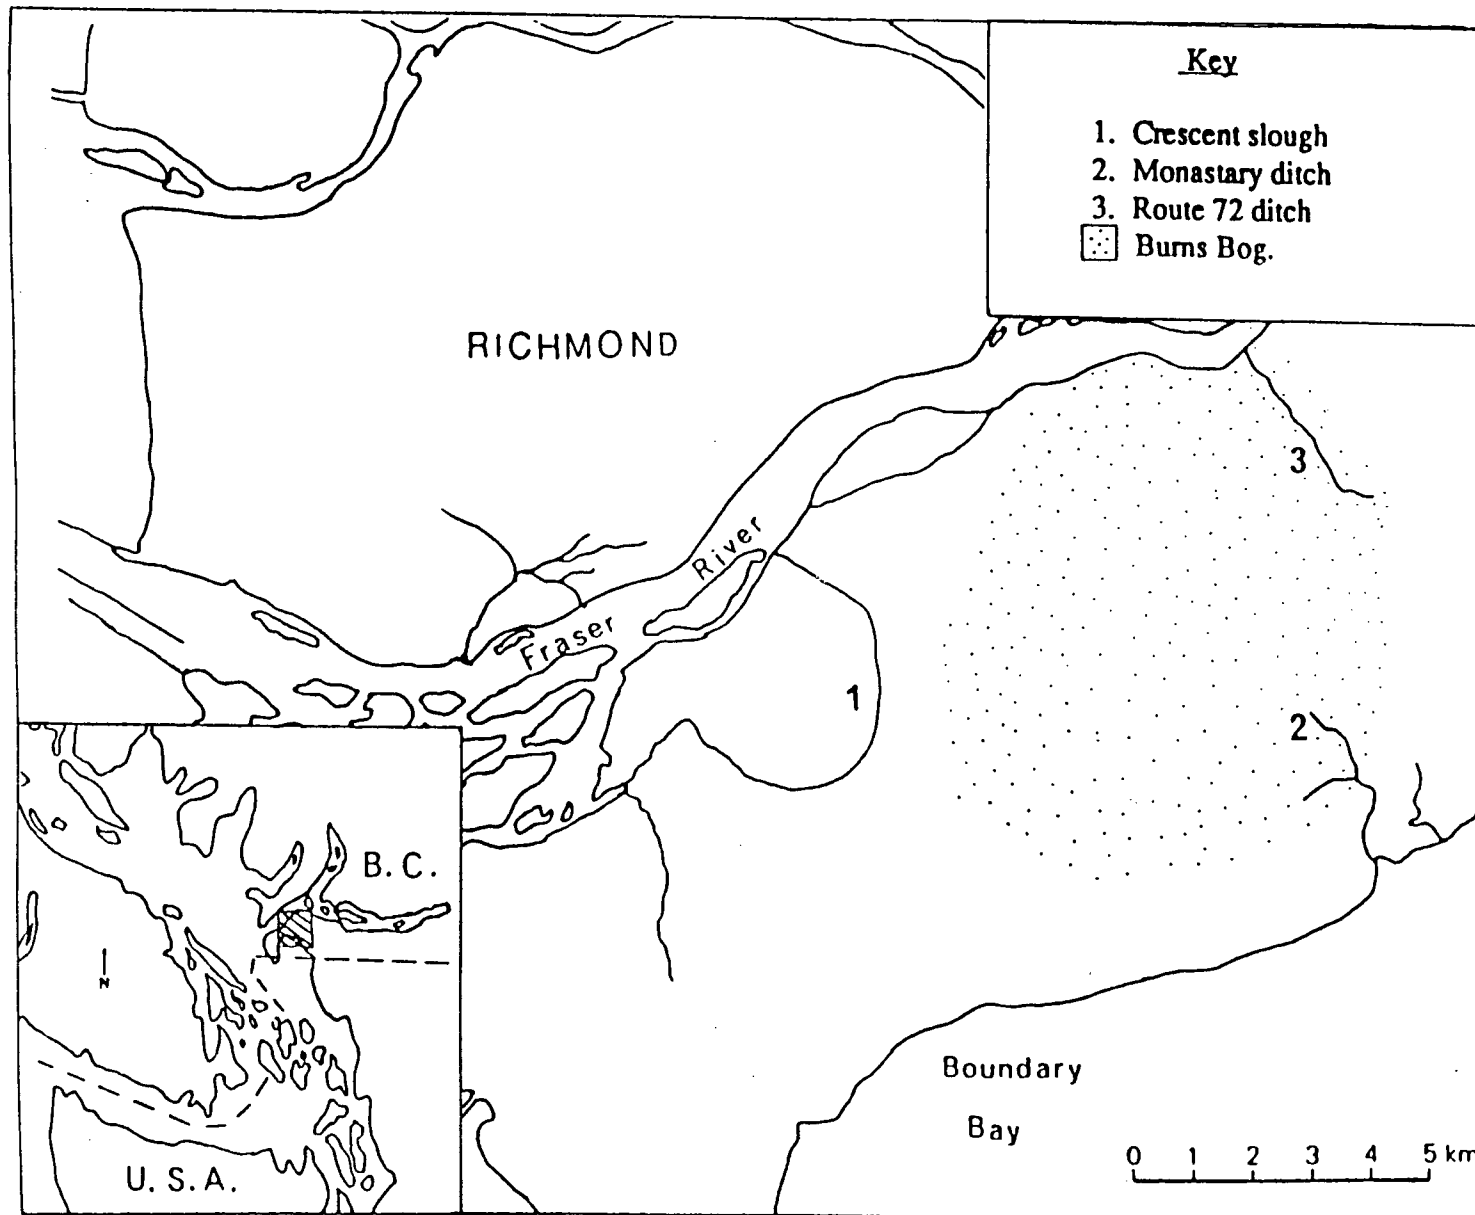 Key
1. Crescent slough
2. Monastary ditch
3. Route 72 ditch
Burns Bog.
RICHMOND
3
River
Fraser
1
2
B.C.
N
U.S.A.
Boundary
Bay
0 1 2 3 4 5 km